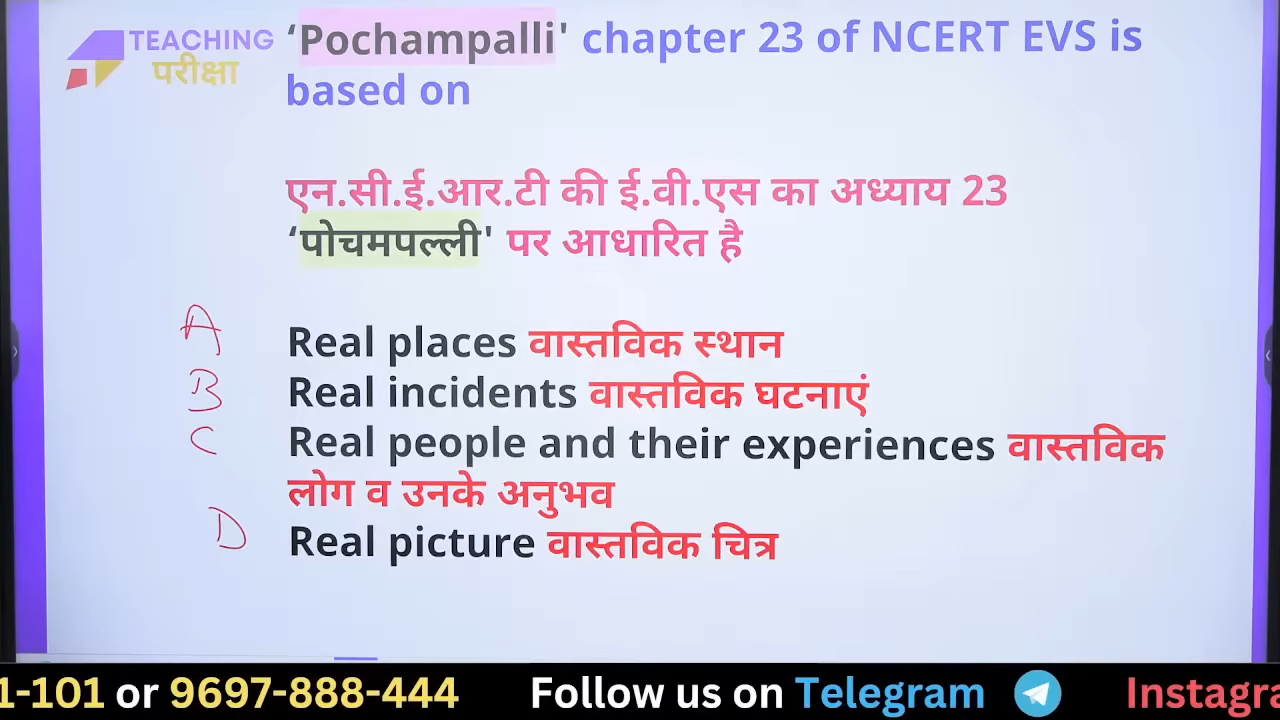 TEACHING
परीक्षा
‘Pochampalli' chapter 23 of NCERT EVS is
based on
एन.सी.ई.आर.टी की ई.वी.एस का अध्याय 23
‘पोचमपल्ली' पर आधारित है
A Real places वास्तविक स्थान
B Real incidents वास्तविक घटनाएं
C Real people and their experiences वास्तविक
लोग व उनके अनुभव
D Real picture वास्तविक चित्र
1-101 or 9697-888-444 Follow us on Telegram Instagra